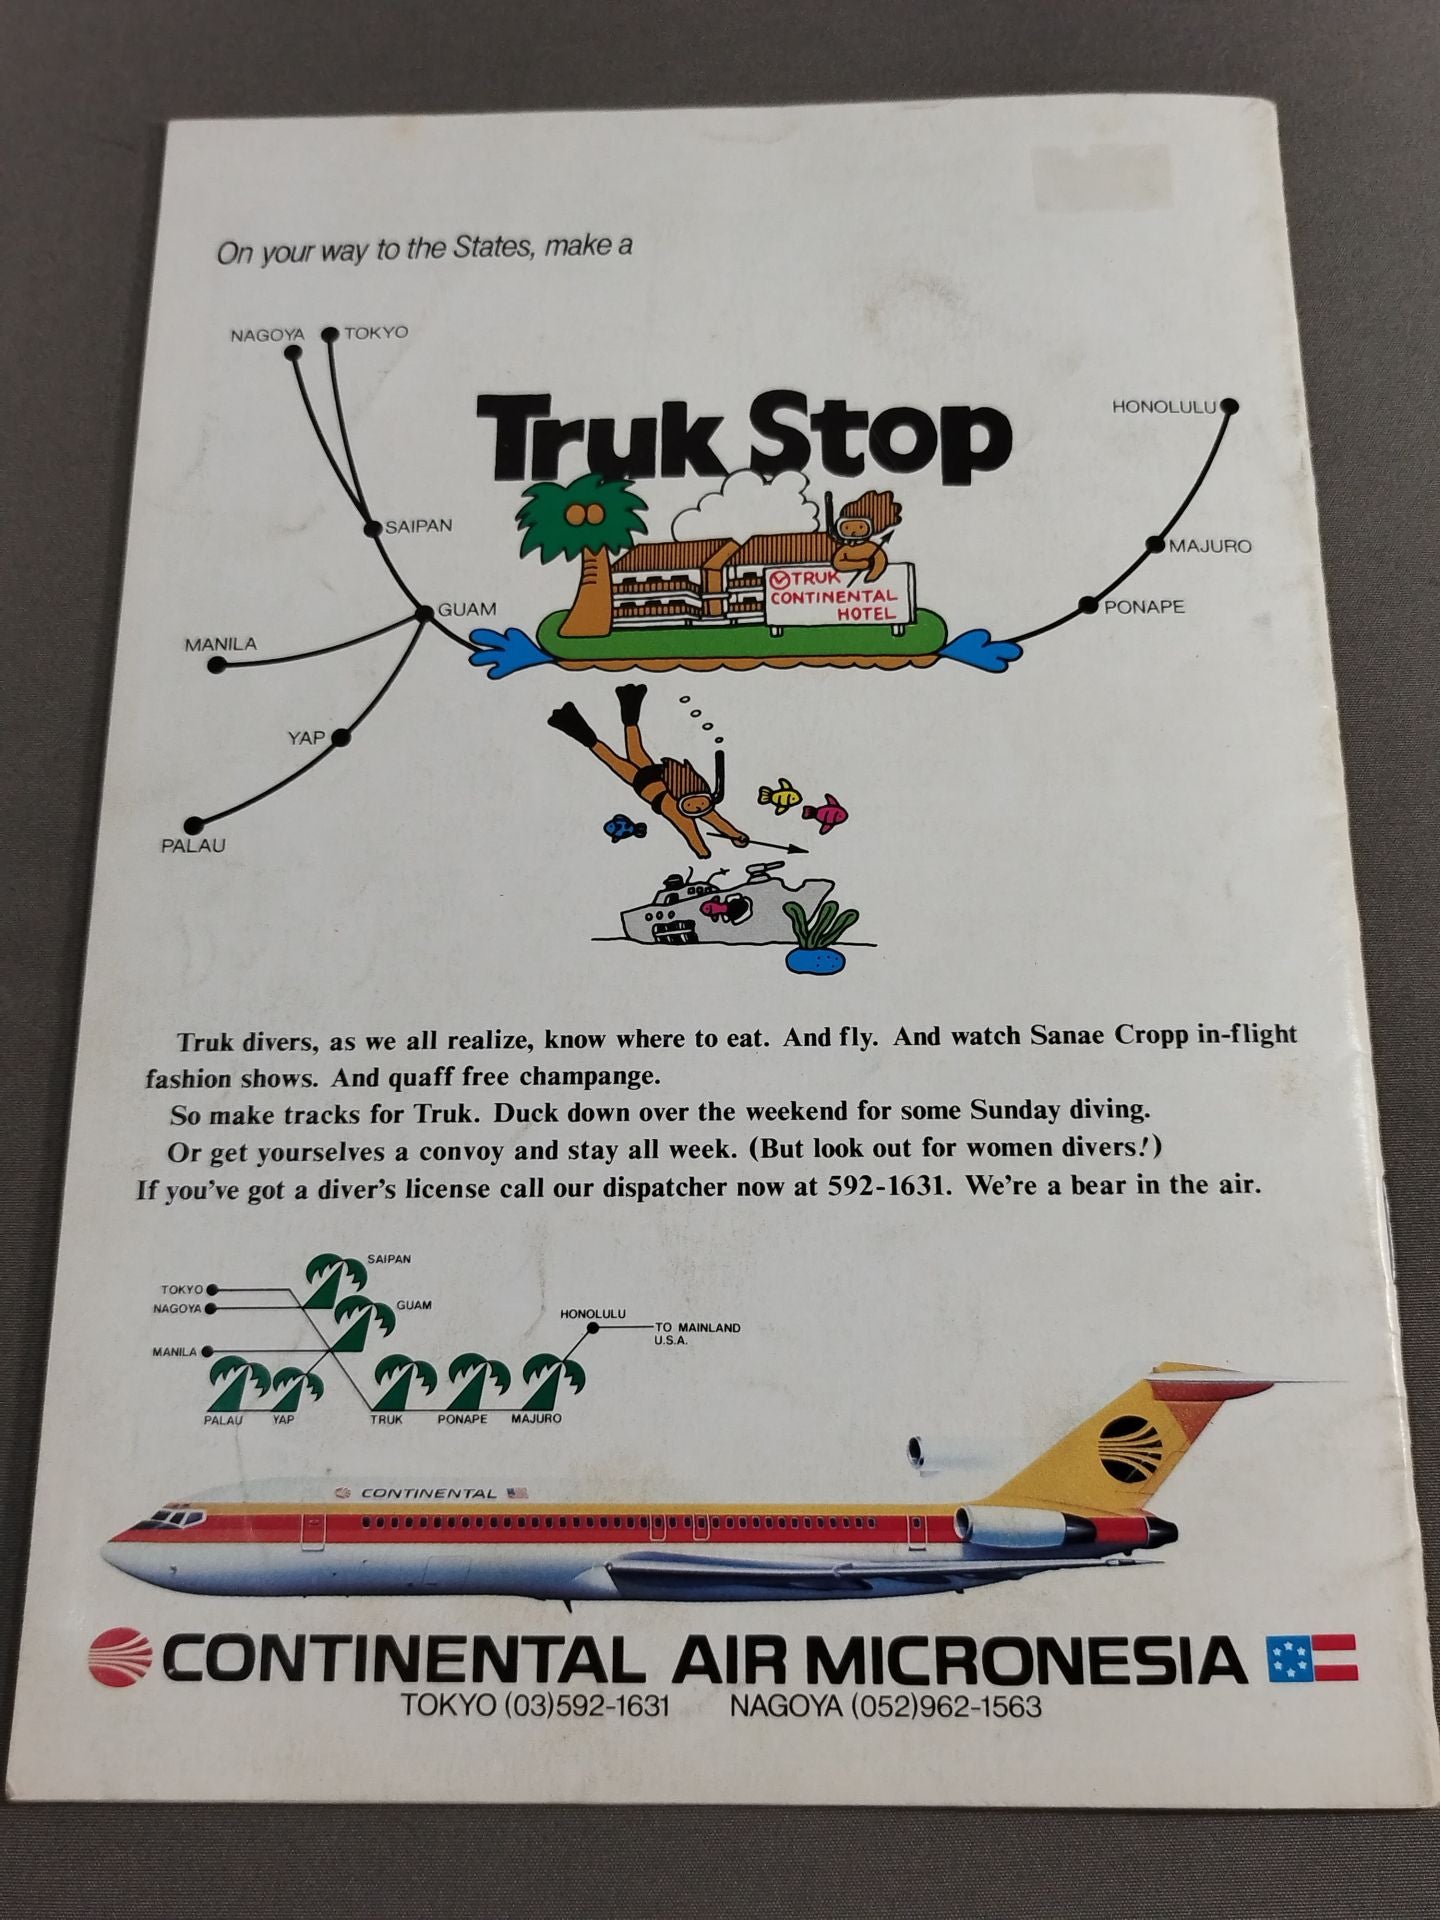 On your way to the States, make a
NAGOYA TOKYO
Truk Stop
HONOLULU
SAIPAN
MAJURO
TRUK
CONTINENTAL
HOTEL
GUAM
PONAPE
MANILA
YAP
PALAU
Truk divers, as we all realize, know where to eat. And fly. And watch Sanae Cropp in-flight
fashion shows. And quaff free champange.
So make tracks for Truk. Duck down over the weekend for some Sunday diving.
Or get yourselves a convoy and stay all week. (But look out for women divers!)
If you've got a diver's license call our dispatcher now at 592-1631. We're a bear in the air.
SAIPAN
TOKYO
NAGOYA
GUAM
HONOLULU
TO MAINLAND
U.S.A.
MANILA
PALAU YAP TRUK PONAPE MAJURO
CONTINENTAL
CONTINENTAL AIR MICRONESIA
TOKYO (03)592-1631 NAGOYA (052)962-1563